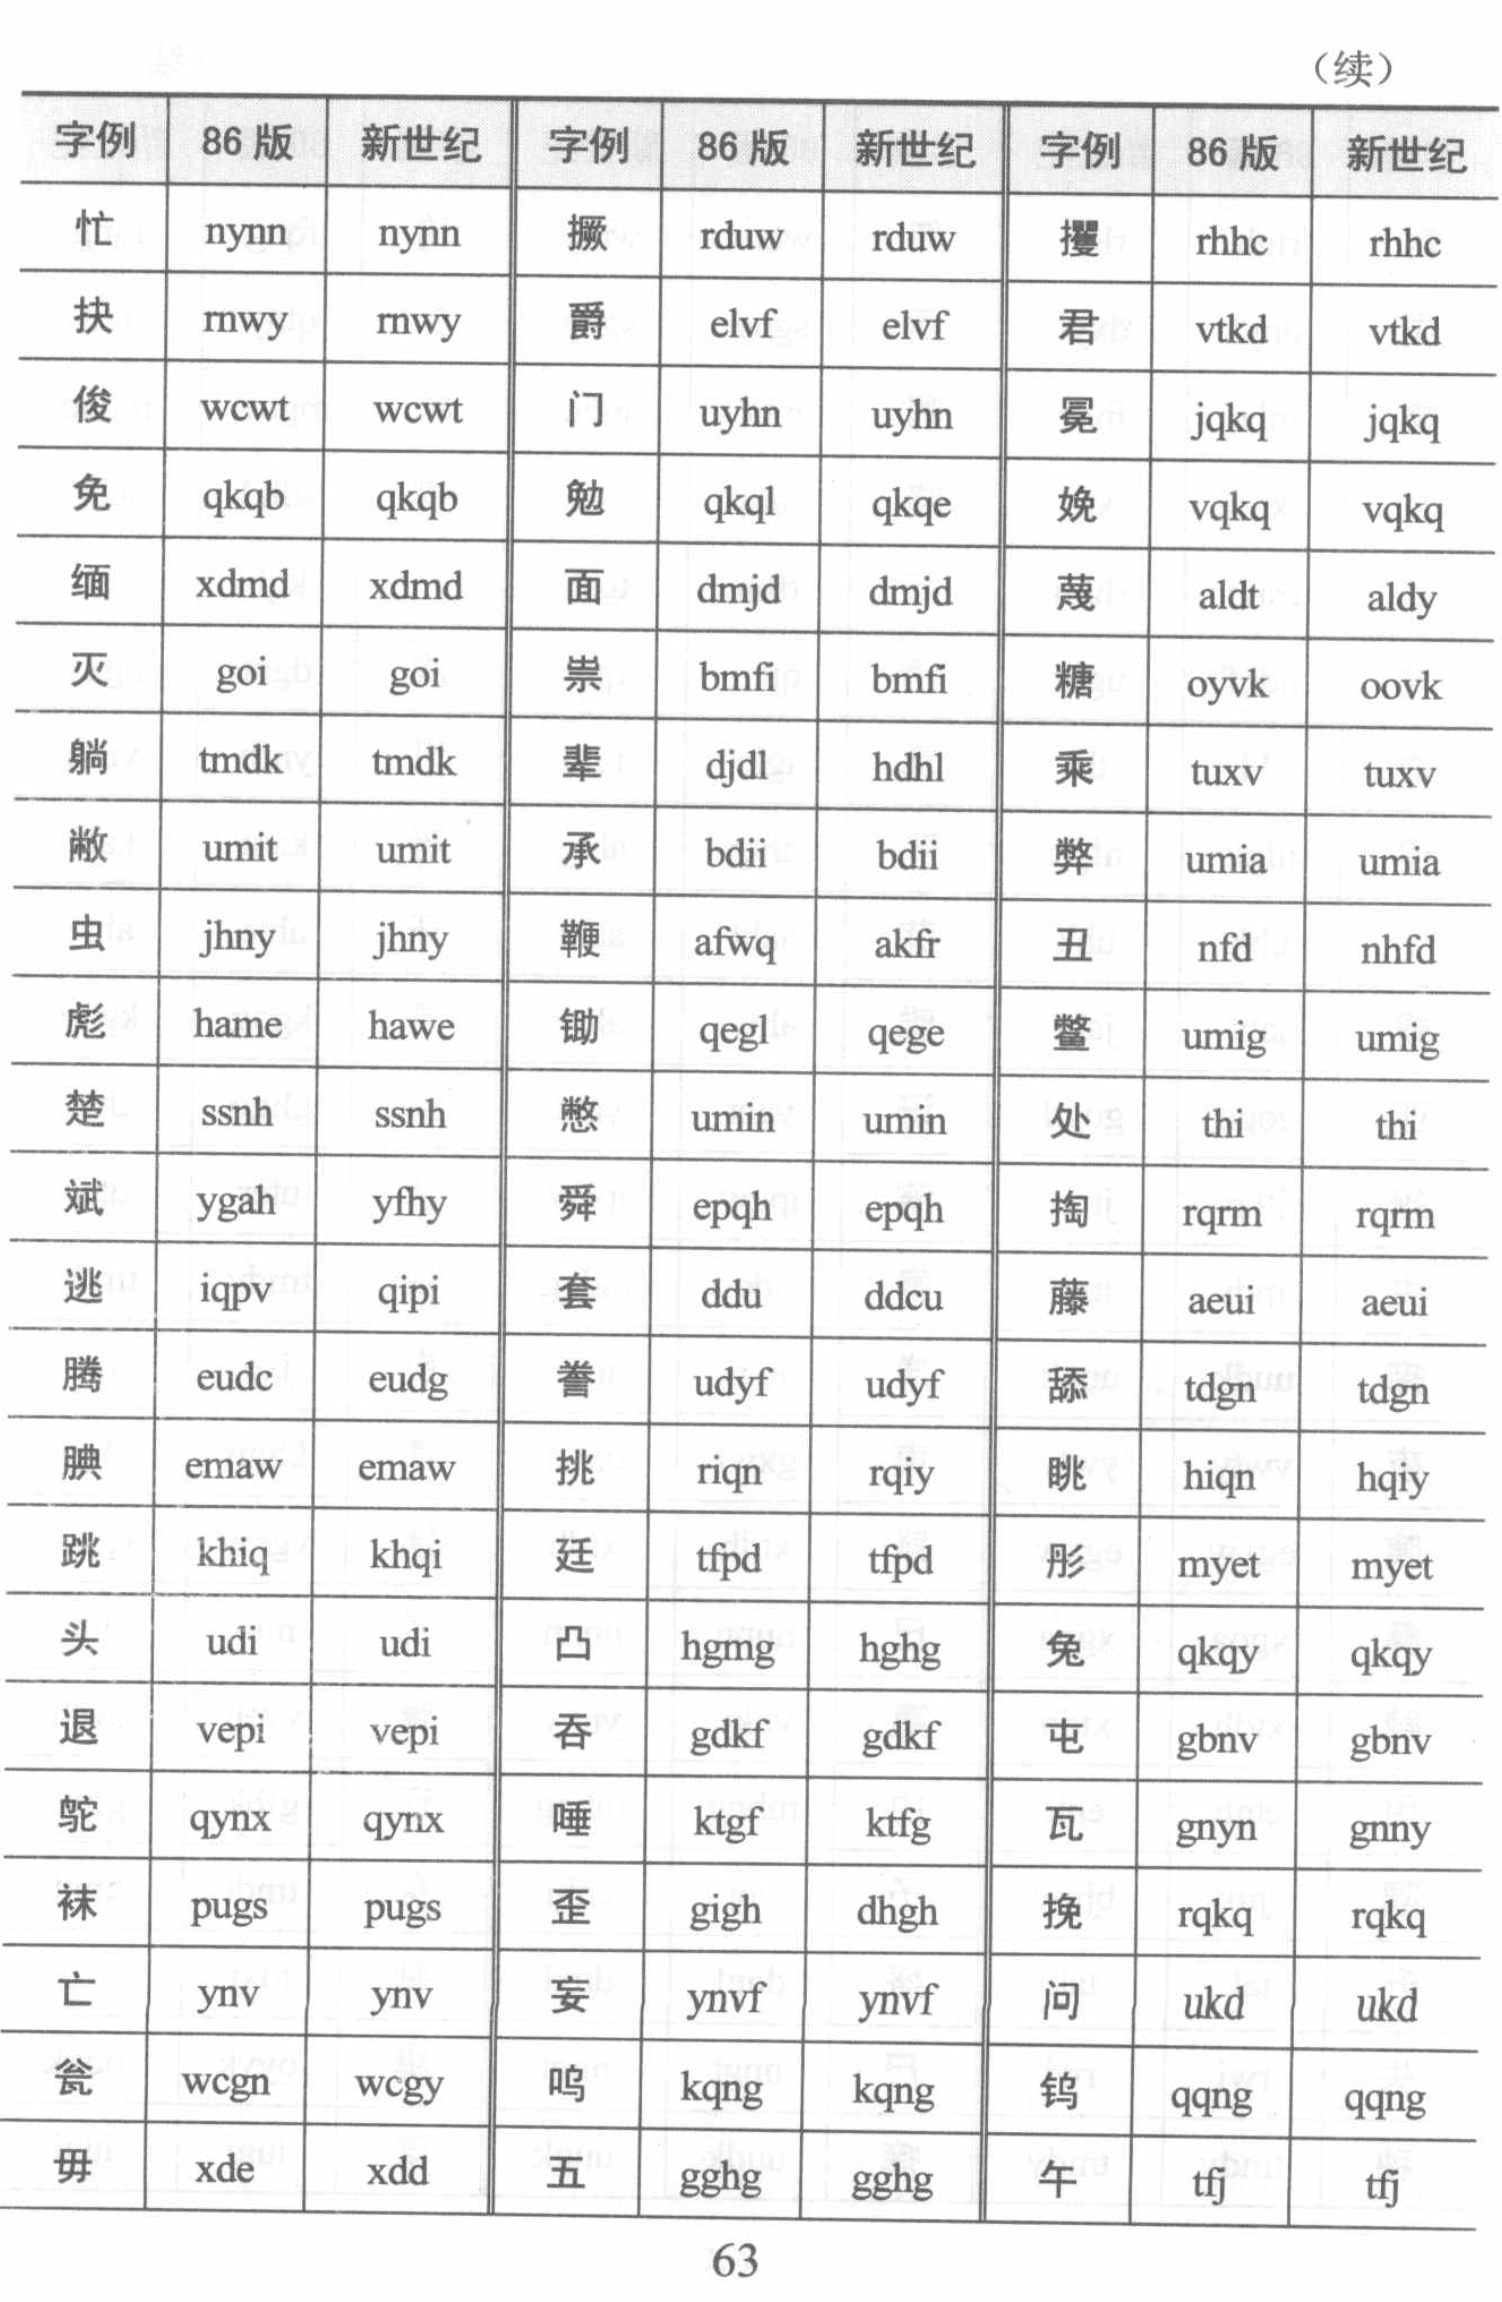 （续）
字例 86 版 新世纪 字例 86 版 新世纪 字例 86 版 新世纪
忙 nynn nynn 撅 rduw rduw 攫 rhhc rhhc
抉 rnwy rnwy 爵 elvf elvf 君 vtkd vtkd
俊 wcwt wcwt 门 uyhn uyhn 冕 jqkq jqkq
免 qkqb qkqb 勉 qkql qkqe 娩 vqkq vqkq
缅 xdmd xdmd 面 dmjd dmjd 蔑 aldt aldy
灭 goi goi 祟 bmfi bmfi 糖 oyvk oovk
躺 tmdk tmdk 辈 djdl hdhl 乘 tuxv tuxv
敝 umit umit 承 bdii bdii 弊 umia umia
虫 jhny jhny 鞭 afwq akfr 丑 nfd nhfd
彪 hame hawe 锄 qegl qege 鳖 umig umig
楚 ssnh ssnh 憋 umin umin 处 thi thi
斌 ygah yfhy 舜 epqh epqh 掏 rqrm rqrm
逃 iqpv qipi 套 ddu ddcu 藤 aeui aeui
腾 eudc eudg 誊 udyf udyf 舔 tdgn tdgn
腆 emaw emaw 挑 riqn rqiy 眺 hiqn hqiy
跳 khiq khqi 廷 tfpd tfpd 彤 myet myet
头 udi udi 凸 hgmg hghg 兔 qkqy qkqy
退 vepi vepi 吞 gdkf gdkf 屯 gbnv gbnv
鸵 qynx qynx 唾 ktgf ktfg 瓦 gnyn gnny
袜 pugs pugs 歪 gigh dhgh 挽 rqkq rqkq
亡 ynv ynv 妄 ynvf ynvf 问 ukd ukd
瓮 wcgn wcgy 呜 kqng kqng 钨 qqng qqng
毋 xde xdd 五 gghg gghg 午 tfj tfj
63